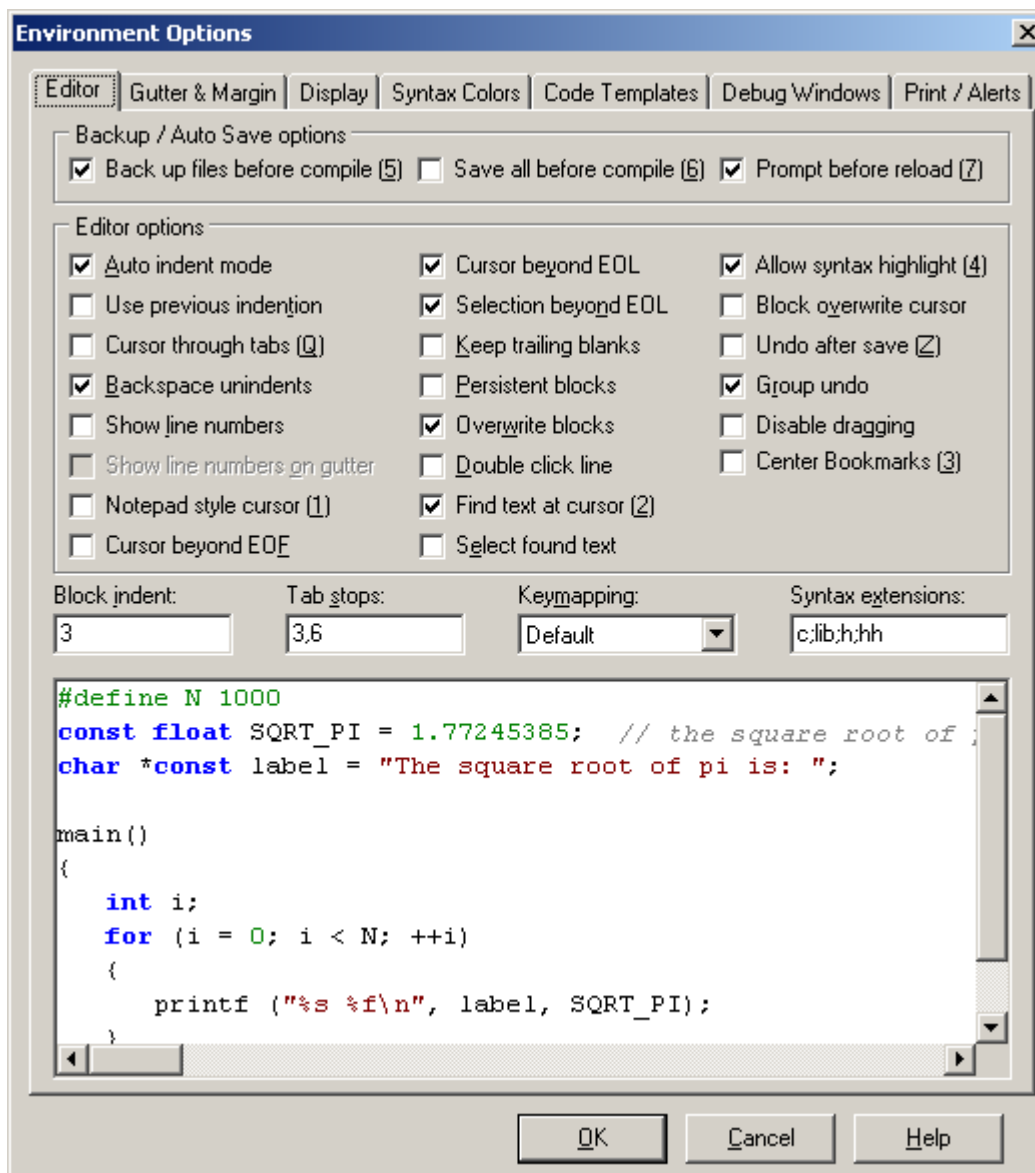 Environment Options
Editor Gutter & Margin Display Syntax Colors Code Templates Debug Windows Print / Alerts
Backup / Auto Save options
Back up files before compile (5) Save all before compile (6) Prompt before reload (7)
Editor options
Auto indent mode Cursor beyond EOL Allow syntax highlight (4)
Use previous indention Selection beyond EOL Block overwrite cursor
Cursor through tabs (Q) Keep trailing blanks Undo after save (Z)
Backspace unindents Persistent blocks Group undo
Show line numbers Overwrite blocks Disable dragging
Show line numbers on gutter Double click line Center Bookmarks (3)
Notepad style cursor (1) Find text at cursor (2)
Cursor beyond EOF Select found text
Block indent: Tab stops: Keymapping: Syntax extensions:
3 3,6 Default c;lib;h;hh
#define N 1000
const float SQRT_PI = 1.77245385;  // the square root of
char *const label = "The square root of pi is: ";
main()
{
int i;
for (i = 0; i < N; ++i)
{
printf ("%s %f\n", label, SQRT_PI);
}
OK Cancel Help